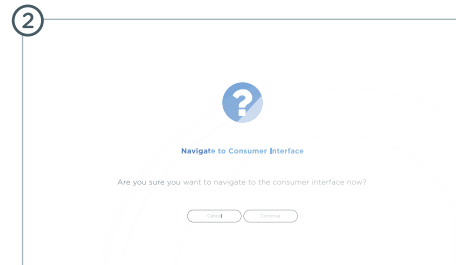 2
?
Navigate to Consumer Interface
Are you sure you want to navigate to the consumer interface now?
Cancel
Continue